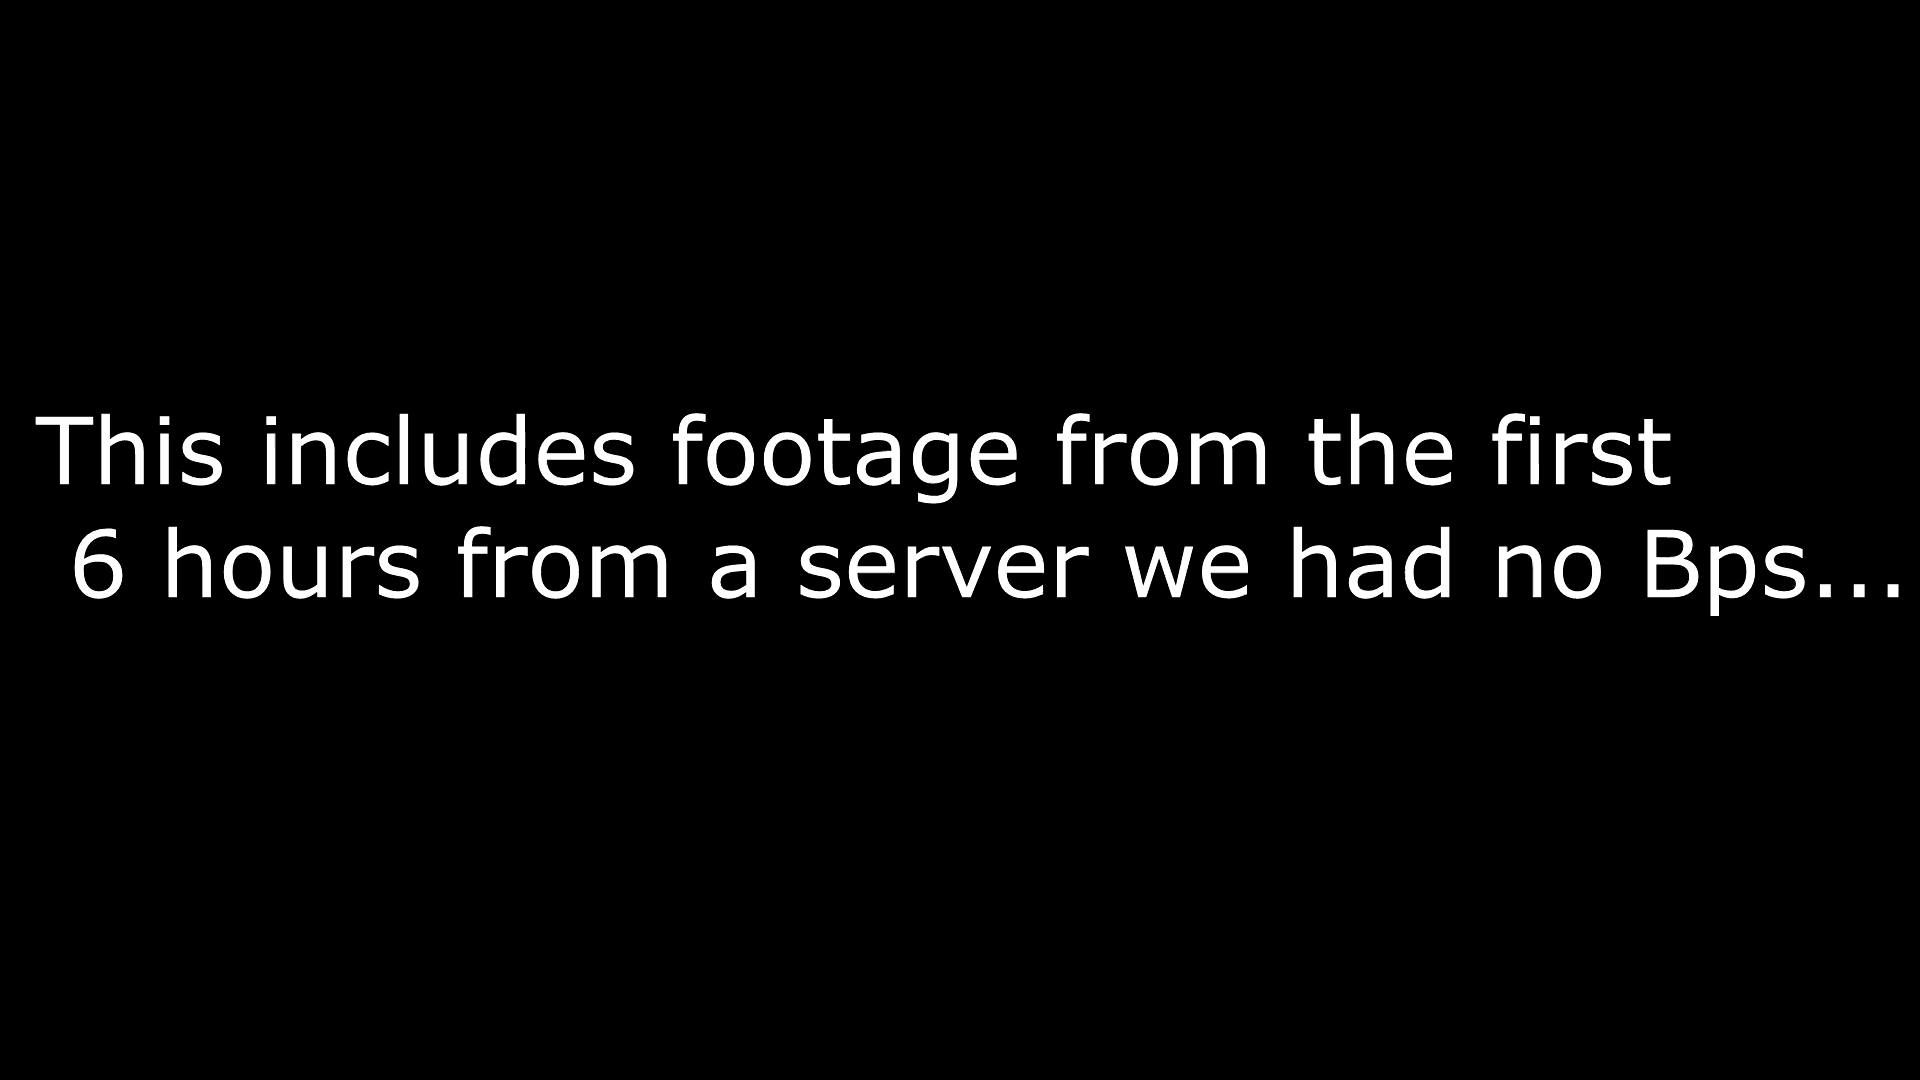 This includes footage from the first
6 hours from a server we had no Bps...